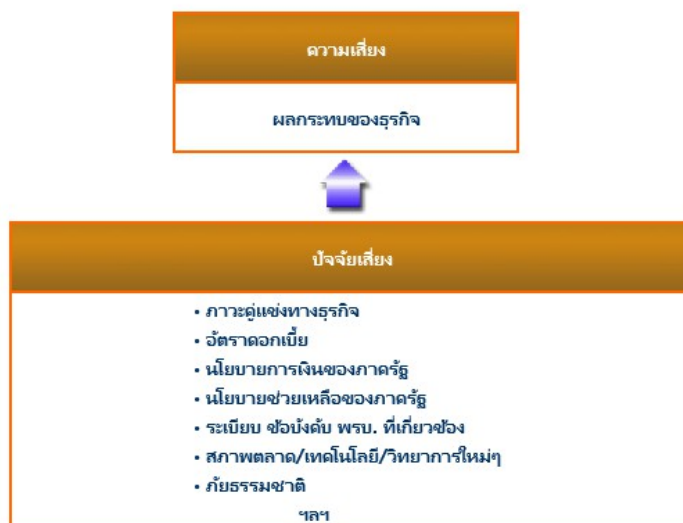 ความเสี่ยง
ผลกระทบของธุรกิจ
ปัจจัยเสี่ยง
• ภาวะคู่แข่งทางธุรกิจ
• อัตราดอกเบี้ย
• นโยบายการเงินของภาครัฐ
• นโยบายช่วยเหลือของภาครัฐ
• ระเบียบ ข้อบังคับ พรบ. ที่เกี่ยวข้อง
• สภาพตลาด/เทคโนโลยี/วิทยาการใหม่ๆ
• ภัยธรรมชาติ
ฯลฯ